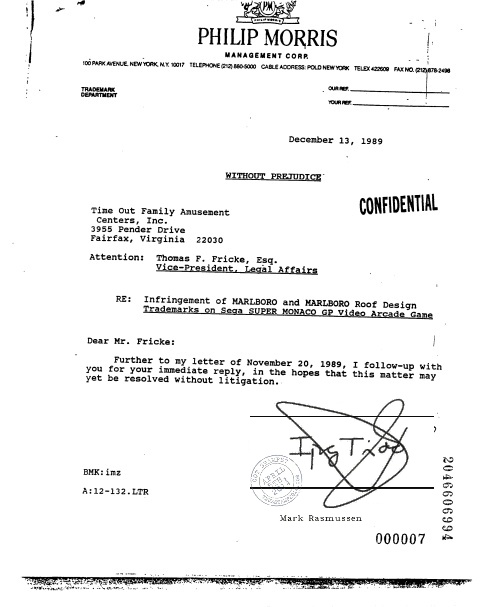 PHILIP MORRIS
MANAGEMENT CORP.
100 PARK AVENUE, NEW YORK, N.Y. 10017 TELEPHONE (212) 880-5000 CABLE ADDRESS: POLD NEW YORK TELEX 422609 FAX NO. (212) 878-2496
TRADEMARK
DEPARTMENT
OUR REF.
YOUR REF.
December 13, 1989
WITHOUT PREJUDICE
CONFIDENTIAL
Time Out Family Amusement
Centers, Inc.
3955 Pender Drive
Fairfax, Virginia 22030
Attention: Thomas F. Fricke, Esq.
Vice-President, Legal Affairs
RE: Infringement of MARLBORO and MARLBORO Roof Design
Trademarks on Sega SUPER MONACO GP Video Arcade Game
Dear Mr. Fricke:
Further to my letter of November 20, 1989, I follow-up with
you for your immediate reply, in the hopes that this matter may
yet be resolved without litigation.
BMK:imz
A:12-132.LTR
Mark Rasmussen
000007
2046606994